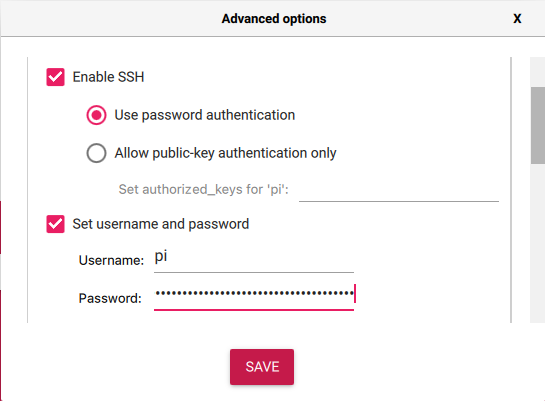 Advanced options X
Enable SSH
Use password authentication
Allow public-key authentication only
Set authorized_keys for 'pi':
Set username and password
Username: pi
Password: •••••••••••••••••••••••••••••••••••••
SAVE